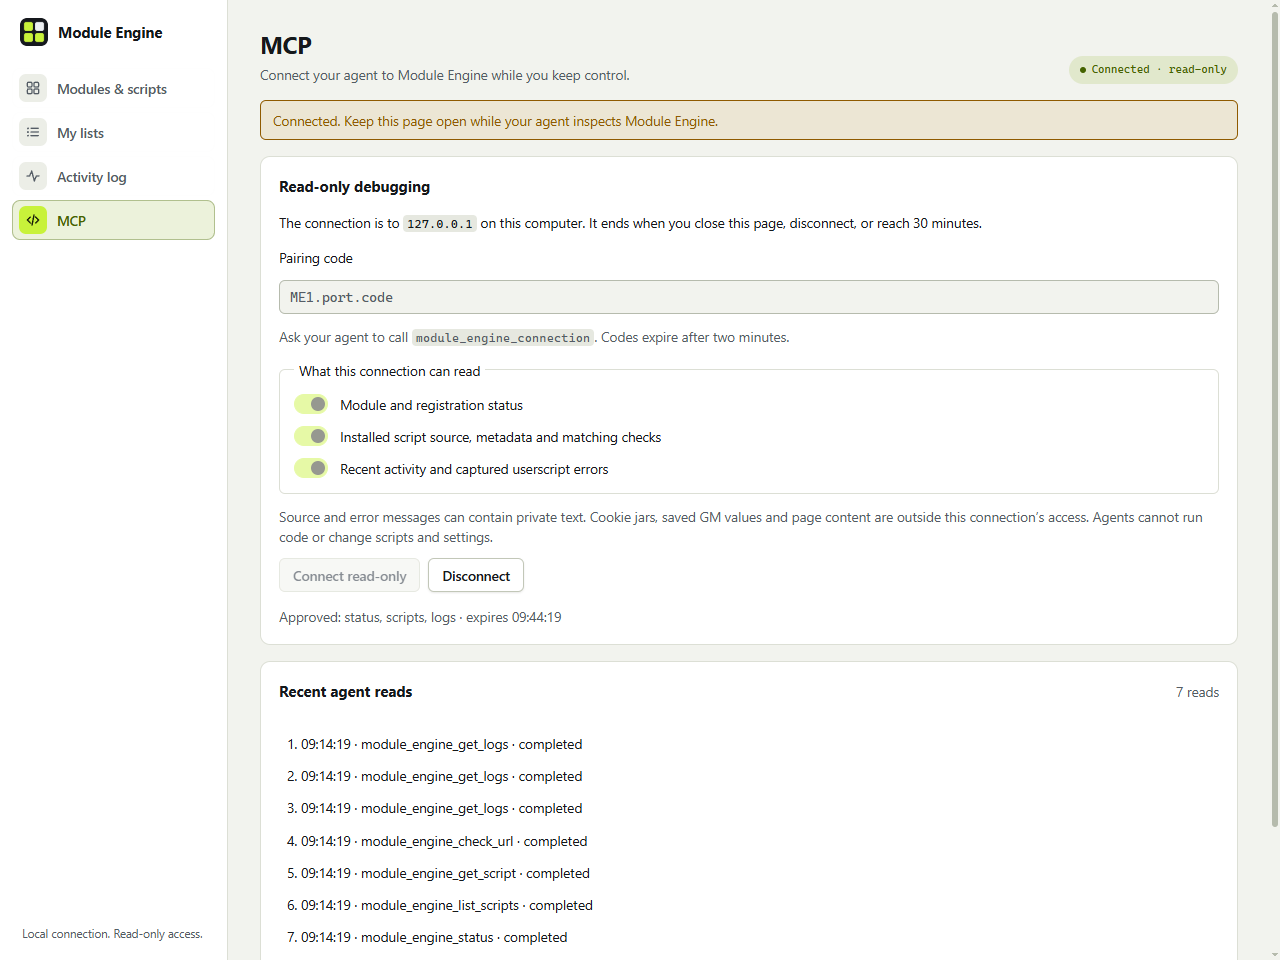 Module Engine
Modules & scripts
My lists
Activity log
MCP
Local connection. Read-only access.
MCP
Connect your agent to Module Engine while you keep control.
Connected · read-only
Connected. Keep this page open while your agent inspects Module Engine.
Read-only debugging
The connection is to 127.0.0.1 on this computer. It ends when you close this page, disconnect, or reach 30 minutes.
Pairing code
ME1.port.code
Ask your agent to call module_engine_connection. Codes expire after two minutes.
What this connection can read
Module and registration status
Installed script source, metadata and matching checks
Recent activity and captured userscript errors
Source and error messages can contain private text. Cookie jars, saved GM values and page content are outside this connection’s access. Agents cannot run
code or change scripts and settings.
Connect read-only
Disconnect
Approved: status, scripts, logs · expires 09:44:19
Recent agent reads
7 reads
1. 09:14:19 · module_engine_get_logs · completed
2. 09:14:19 · module_engine_get_logs · completed
3. 09:14:19 · module_engine_get_logs · completed
4. 09:14:19 · module_engine_check_url · completed
5. 09:14:19 · module_engine_get_script · completed
6. 09:14:19 · module_engine_list_scripts · completed
7. 09:14:19 · module_engine_status · completed